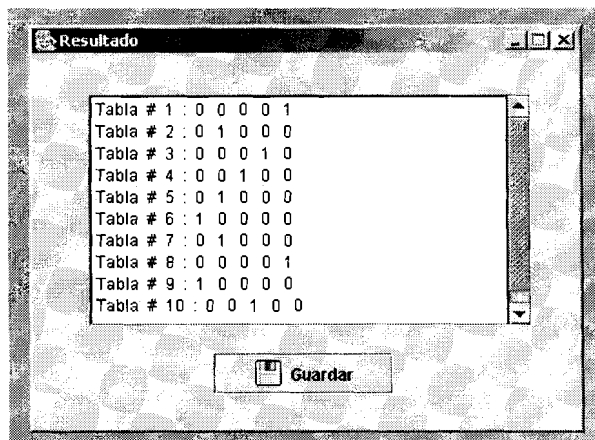 Resultado
Tabla # 1 : 0 0 0 0 1
Tabla # 2 : 0 1 0 0 0
Tabla # 3 : 0 0 0 1 0
Tabla # 4 : 0 0 1 0 0
Tabla # 5 : 0 1 0 0 0
Tabla # 6 : 1 0 0 0 0
Tabla # 7 : 0 1 0 0 0
Tabla # 8 : 0 0 0 0 1
Tabla # 9 : 1 0 0 0 0
Tabla # 10 : 0 0 1 0 0
Guardar